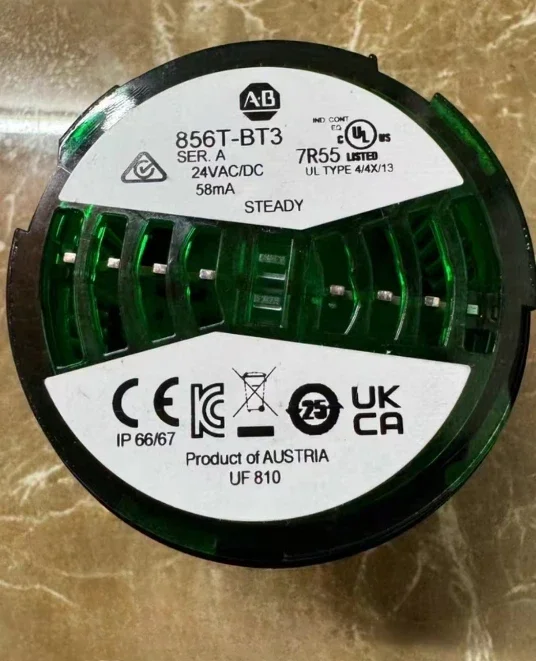 A-B
856T-BT3
SER. A
24VAC/DC
58mA
IND CONT
EQ
C UL US
7R55 LISTED
UL TYPE 4/4X/13
STEADY
CE
IP 66/67
25
UK
CA
Product of AUSTRIA
UF 810